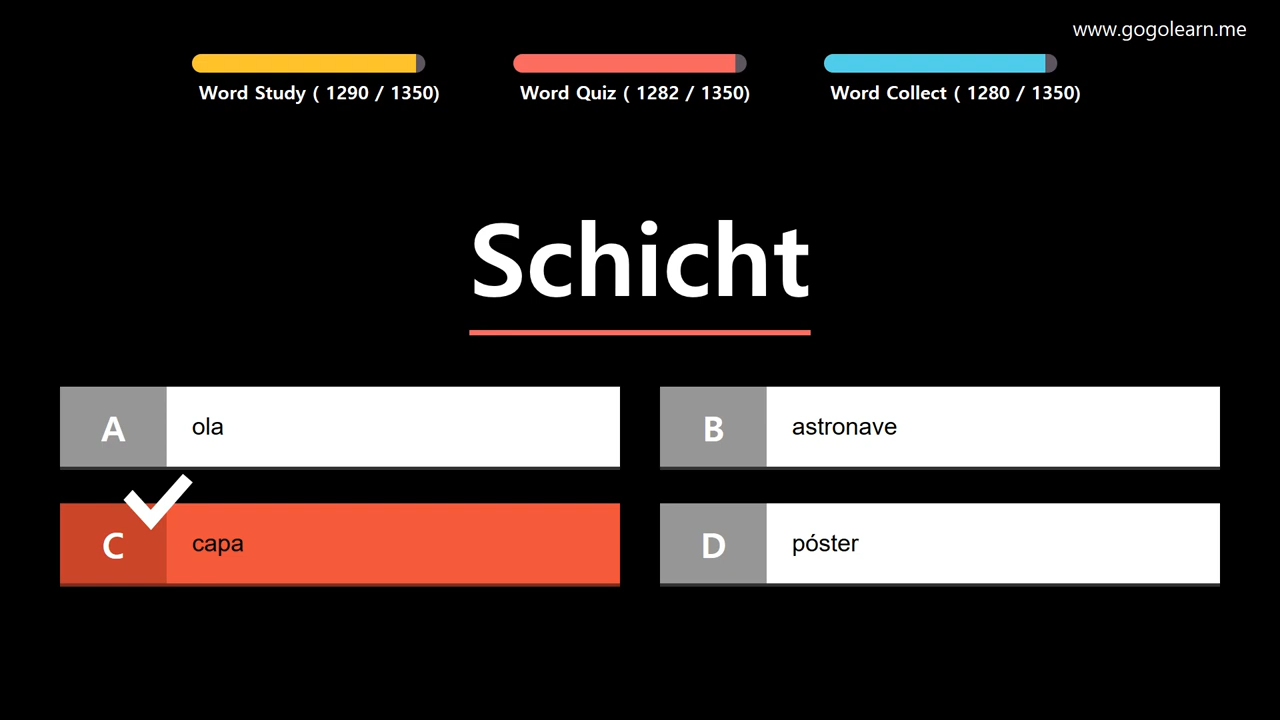 www.gogolearn.me
Word Study ( 1290 / 1350)
Word Quiz ( 1282 / 1350)
Word Collect ( 1280 / 1350)
Schicht
A
ola
B
astronave
C
capa
D
póster